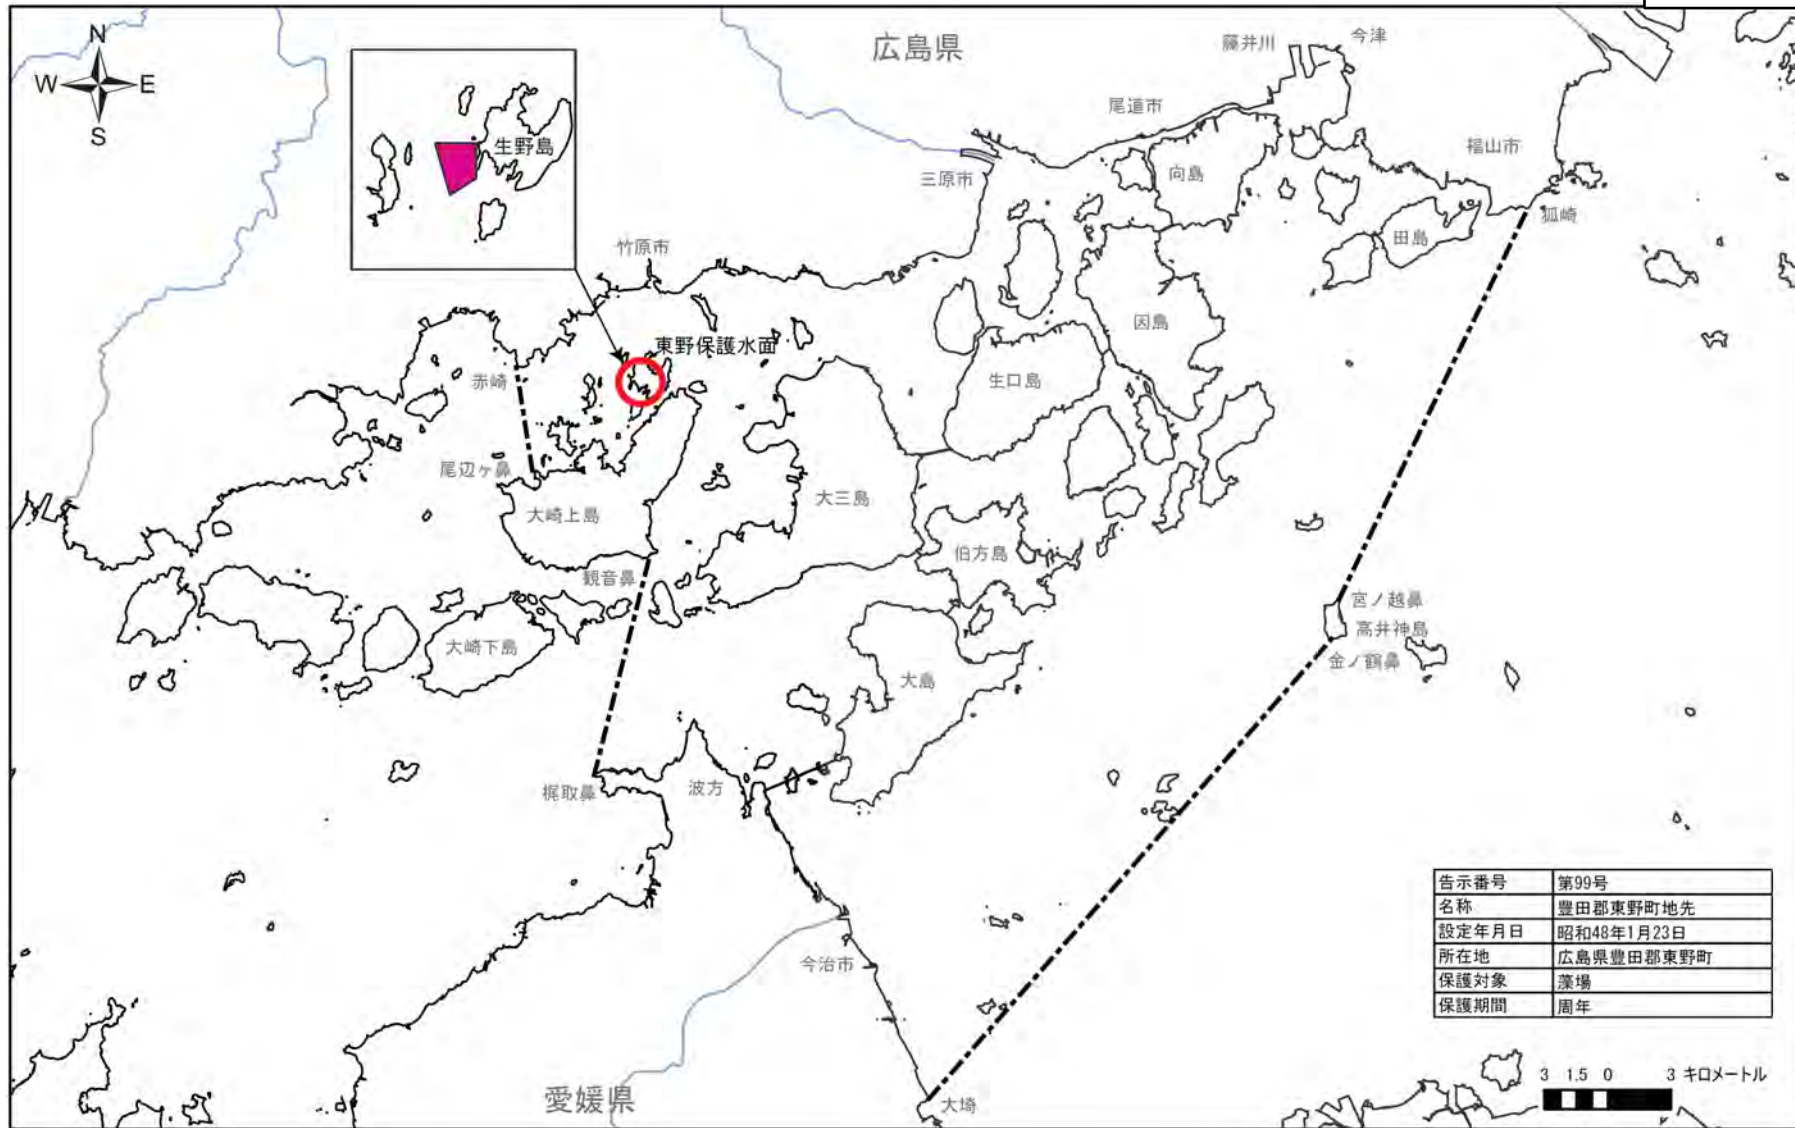 N
W E
S
広島県
藤井川
今津
尾道市
福山市
生野島
三原市
向島
狐崎
田島
竹原市
因島
東野保護水面
赤崎
生口島
尾辺ヶ鼻
大三島
大崎上島
伯方島
観音鼻
宮ノ越鼻
高井神島
大崎下島
金ノ鶴鼻
大島
梶取鼻
波方
今治市
愛媛県
大埼
告示番号 第99号
名称 豊田郡東野町地先
設定年月日 昭和48年1月23日
所在地 広島県豊田郡東野町
保護対象 藻場
保護期間 周年
3 1.5 0 3 キロメートル